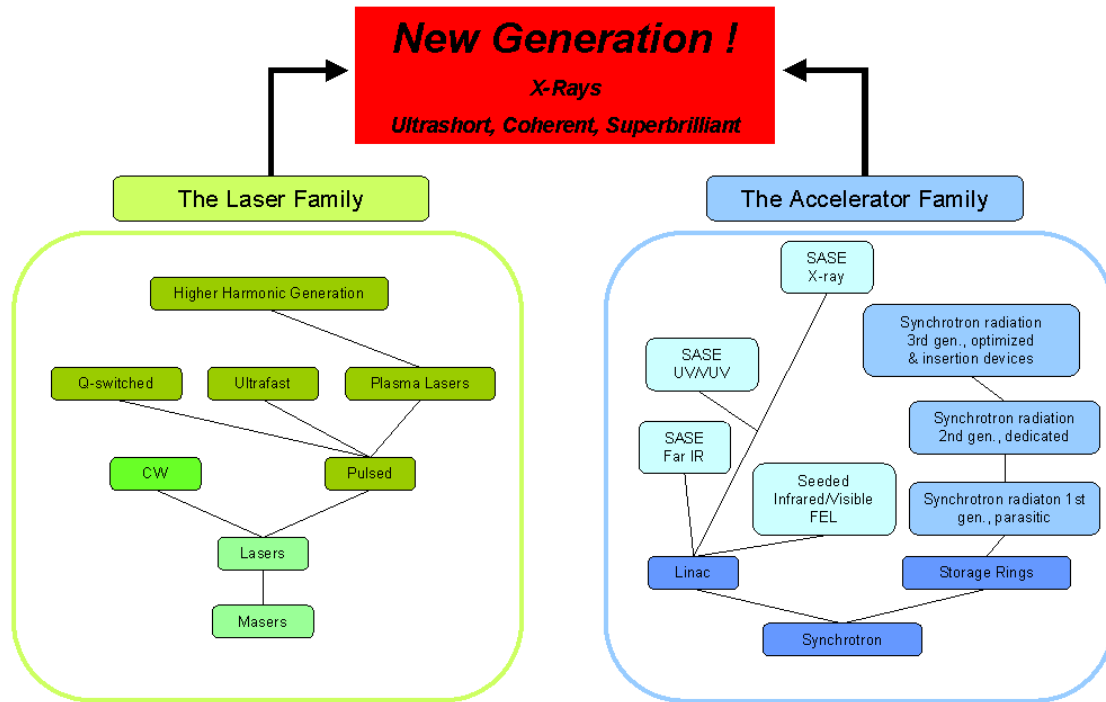 New Generation !
X-Rays
Ultrashort, Coherent, Superbrilliant
The Laser Family
The Accelerator Family
Higher Harmonic Generation
Q-switched
Ultrafast
Plasma Lasers
CW
Pulsed
Lasers
Masers
SASE
X-ray
Synchrotron radiation
3rd gen., optimized
& insertion devices
SASE
UV/VUV
Synchrotron radiation
2nd gen., dedicated
SASE
Far IR
Seeded
Infrared/Visible
FEL
Synchrotron radiaton 1st
gen., parasitic
Linac
Storage Rings
Synchrotron